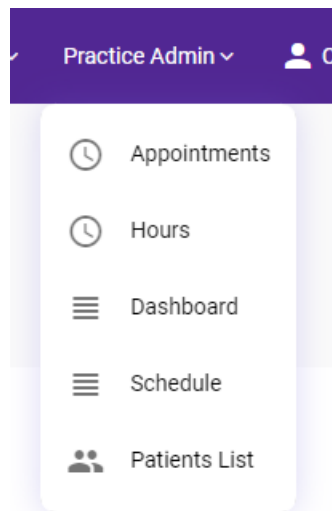 Practice Admin
Appointments
Hours
Dashboard
Schedule
Patients List